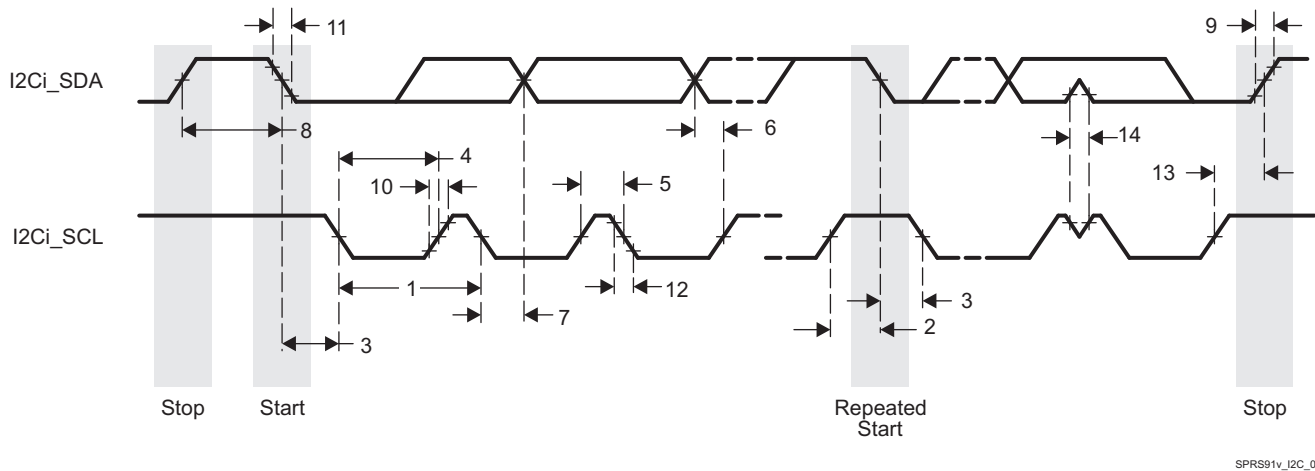 11
9
I2Ci_SDA
8
6
14
4
13
10
5
I2Ci_SCL
1
12
3
7
2
3
Stop
Start
Repeated
Start
Stop
SPRS91v_I2C_0